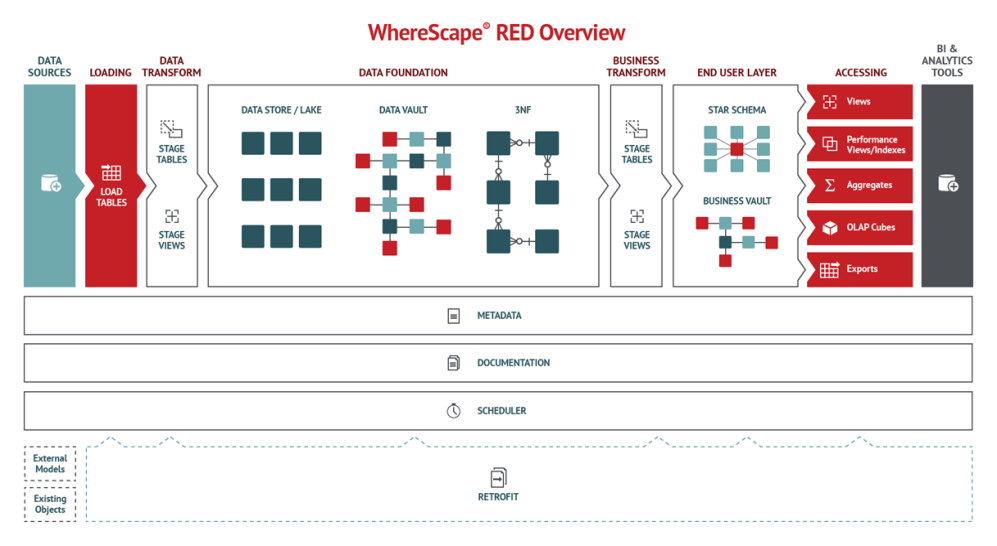 WhereScape® RED Overview
DATA
SOURCES
LOADING
DATA
TRANSFORM
DATA FOUNDATION
BUSINESS
TRANSFORM
END USER LAYER
ACCESSING
BI &
ANALYTICS
TOOLS
LOAD
TABLES
STAGE
TABLES
STAGE
VIEWS
DATA STORE / LAKE
DATA VAULT
3NF
STAGE
TABLES
STAGE
VIEWS
STAR SCHEMA
BUSINESS VAULT
Views
Performance
Views/Indexes
Aggregates
OLAP Cubes
Exports
METADATA
DOCUMENTATION
SCHEDULER
External
Models
Existing
Objects
RETROFIT